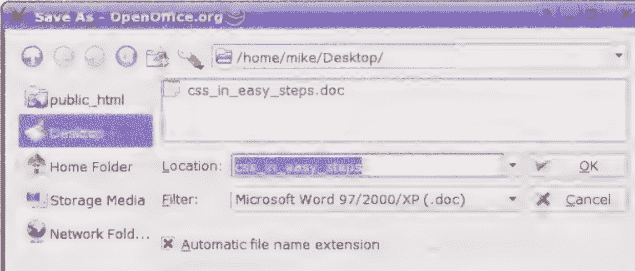 Save As - OpenOffice.org
/home/mike/Desktop/
public_html
css_in_easy_steps.doc
Desktop
Home Folder
Location: css_in_easy_steps
OK
Storage Media
Filter: Microsoft Word 97/2000/XP (.doc)
Cancel
Network Fold...
Automatic file name extension